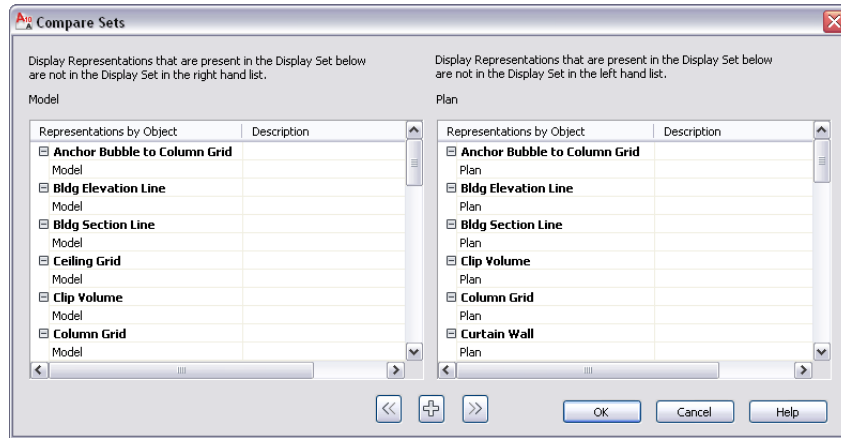 Compare Sets
Display Representations that are present in the Display Set below
are not in the Display Set in the right hand list.
Model
Representations by Object Description
Anchor Bubble to Column Grid
Model
Bldg Elevation Line
Model
Bldg Section Line
Model
Ceiling Grid
Model
Clip Volume
Model
Column Grid
Model
Display Representations that are present in the Display Set below
are not in the Display Set in the left hand list.
Plan
Representations by Object Description
Anchor Bubble to Column Grid
Plan
Bldg Elevation Line
Plan
Bldg Section Line
Plan
Clip Volume
Plan
Column Grid
Plan
Curtain Wall
Plan
OK Cancel Help